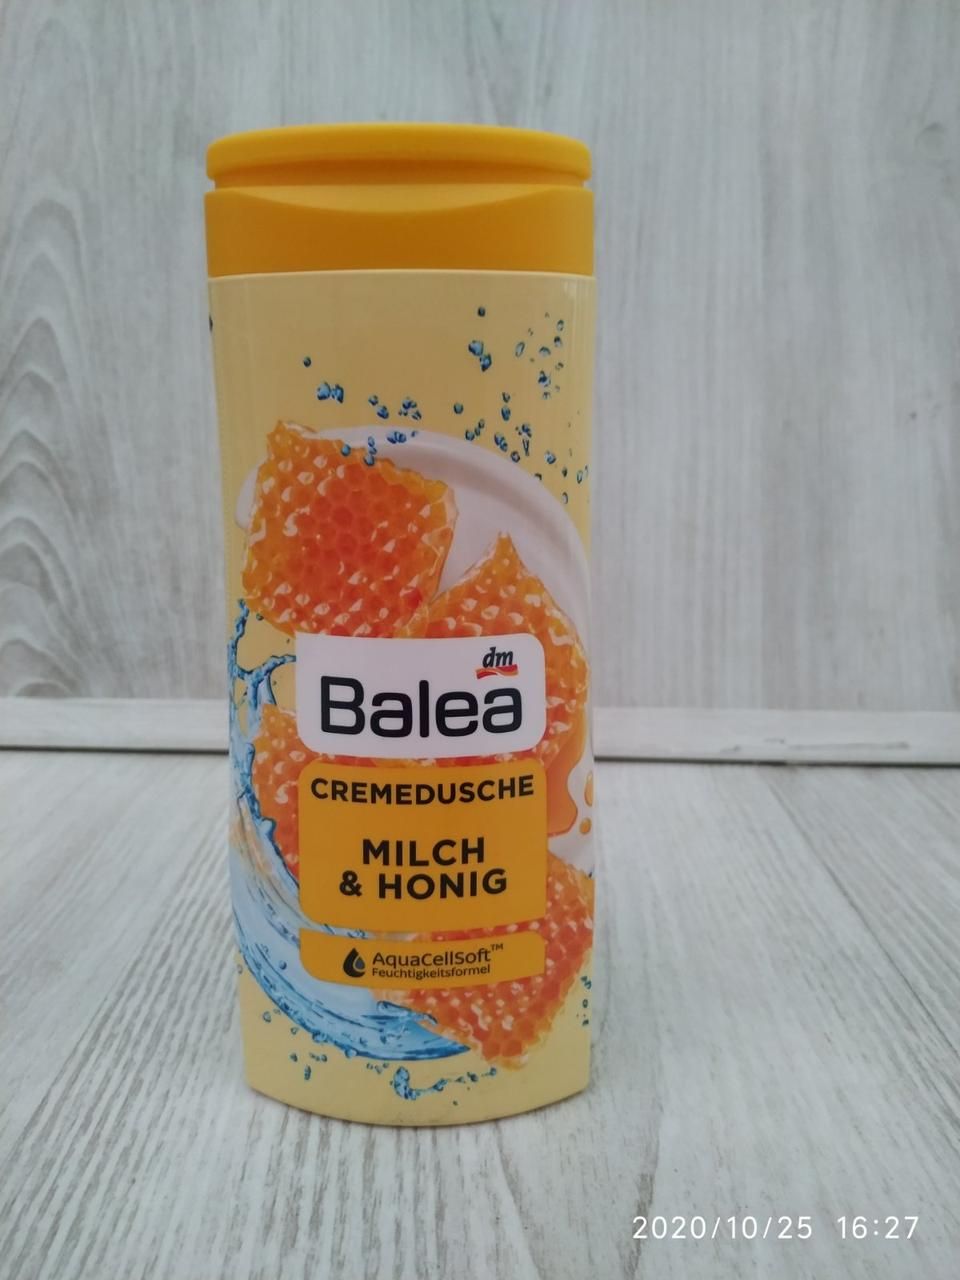 dm
Balea
CREMEDUSCHE
MILCH
& HONIG
AquaCellSoft™
Feuchtigkeitsformel
2020/10/25 16:27